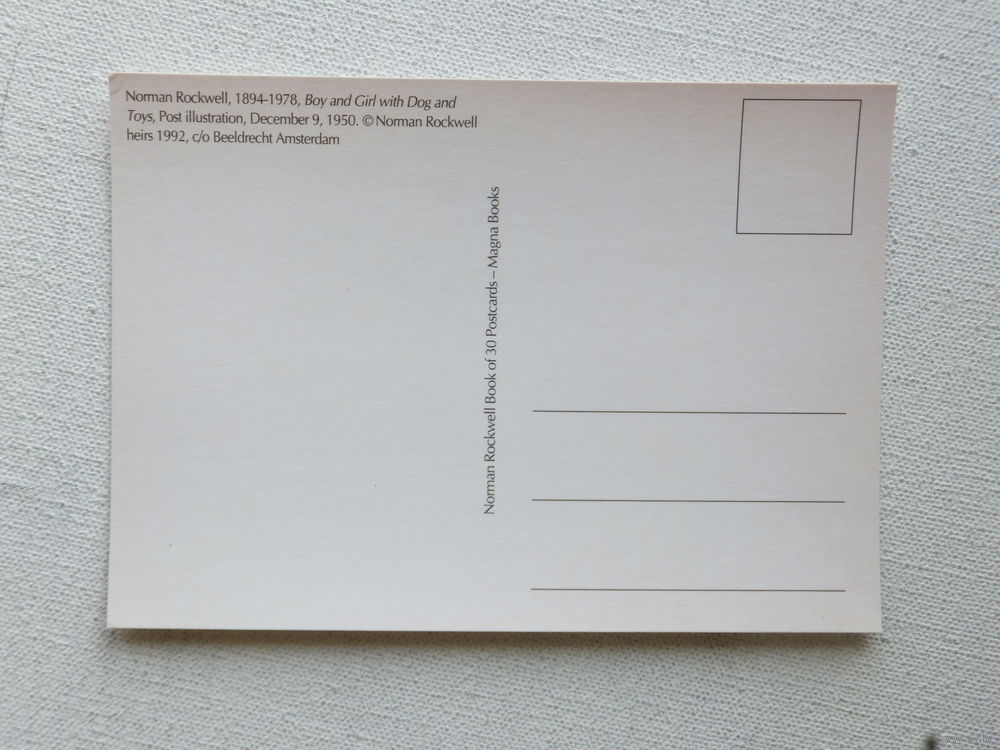 Norman Rockwell, 1894-1978, Boy and Girl with Dog and
Toys, Post illustration, December 9, 1950. © Norman Rockwell
heirs 1992, c/o Beeldrecht Amsterdam
Norman Rockwell Book of 30 Postcards – Magna Books